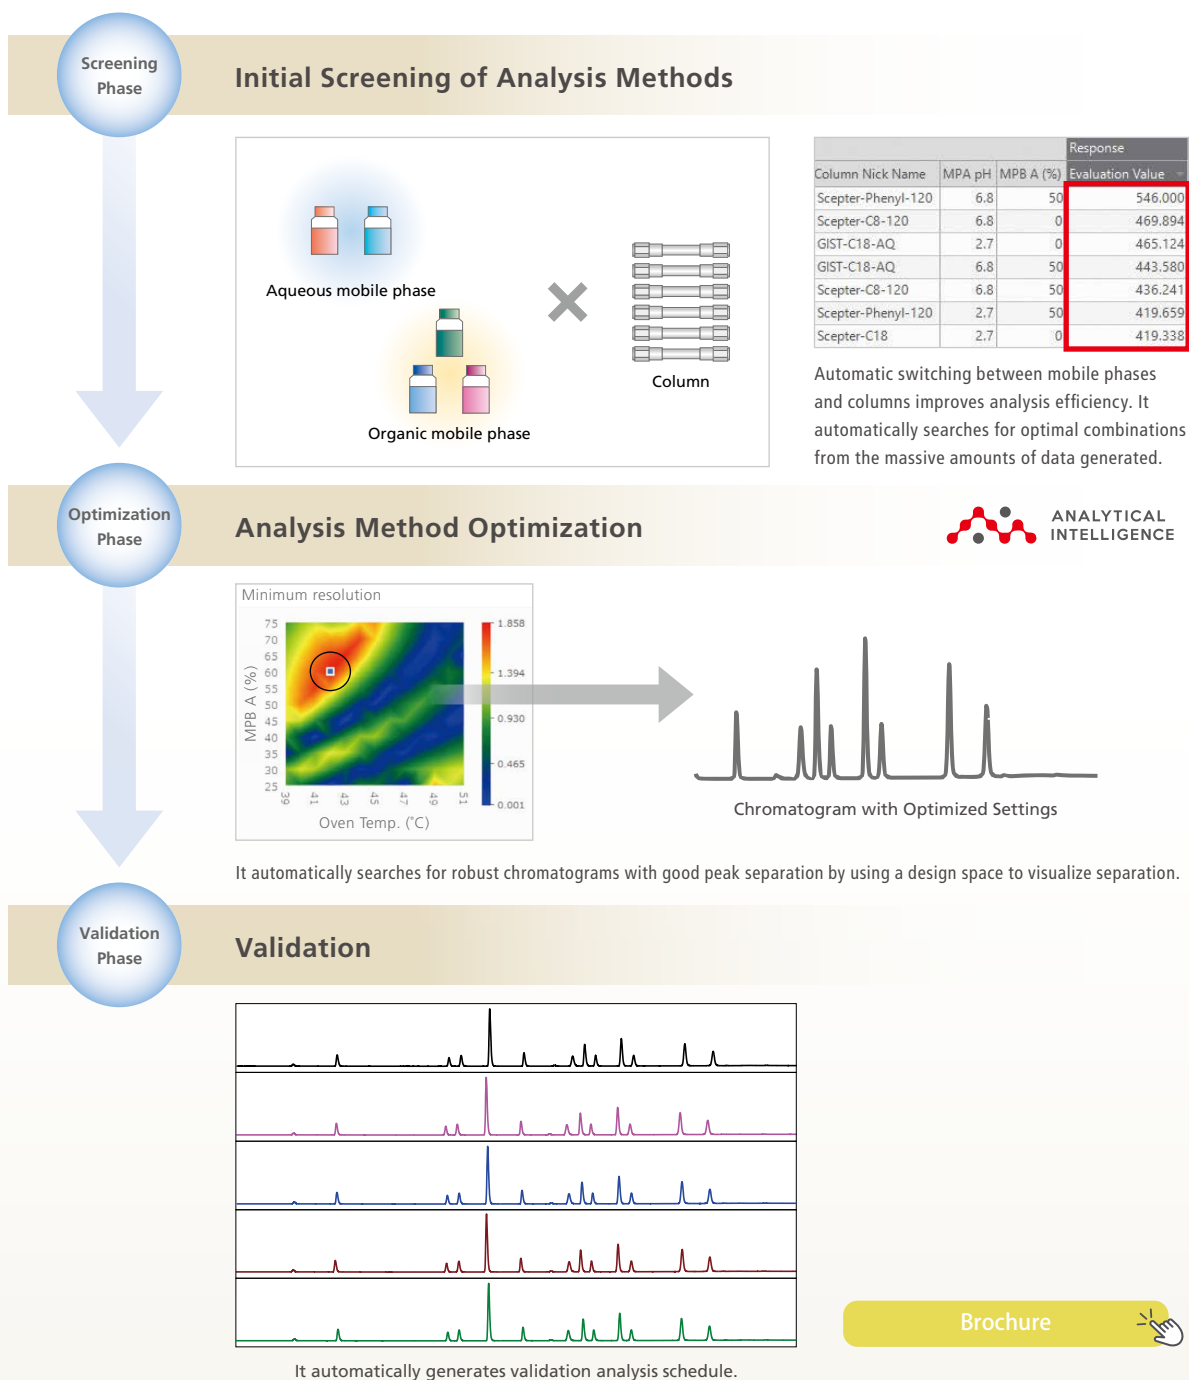 Screening
Phase
Initial Screening of Analysis Methods
Aqueous mobile phase
Organic mobile phase
Column
Response
Column Nick Name MPA pH MPB A (%) Evaluation Value
Scepter-Phenyl-120 6.8 50 546.000
Scepter-C8-120 6.8 0 469.894
GIST-C18-AQ 2.7 0 465.124
GIST-C18-AQ 6.8 50 443.580
Scepter-C8-120 6.8 50 436.241
Scepter-Phenyl-120 2.7 50 419.659
Scepter-C18 2.7 0 419.338
Automatic switching between mobile phases
and columns improves analysis efficiency. It
automatically searches for optimal combinations
from the massive amounts of data generated.
Optimization
Phase
Analysis Method Optimization
ANALYTICAL
INTELLIGENCE
Minimum resolution
MPB A (%)
75
70
65
60
55
50
45
40
35
30
25
39 41 43 45 47 49 51
Oven Temp. (˚C)
1.858
1.394
0.930
0.465
0.001
Chromatogram with Optimized Settings
It automatically searches for robust chromatograms with good peak separation by using a design space to visualize separation.
Validation
Phase
Validation
It automatically generates validation analysis schedule.
Brochure